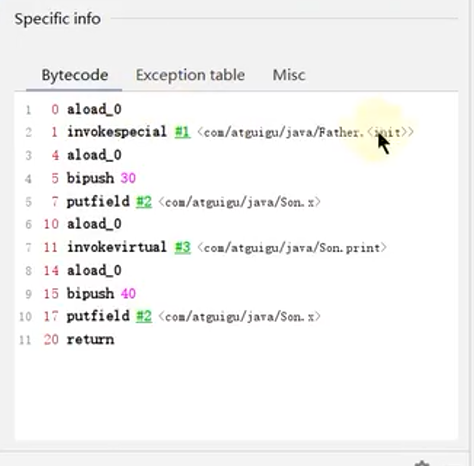 Specific info
Bytecode Exception table Misc
1 0 aload_0
2 1 invokespecial #1 <com/atguigu/java/Father.<init>>
3 4 aload_0
4 5 bipush 30
5 7 putfield #2 <com/atguigu/java/Son.x>
6 10 aload_0
7 11 invokevirtual #3 <com/atguigu/java/Son.print>
8 14 aload_0
9 15 bipush 40
10 17 putfield #2 <com/atguigu/java/Son.x>
11 20 return